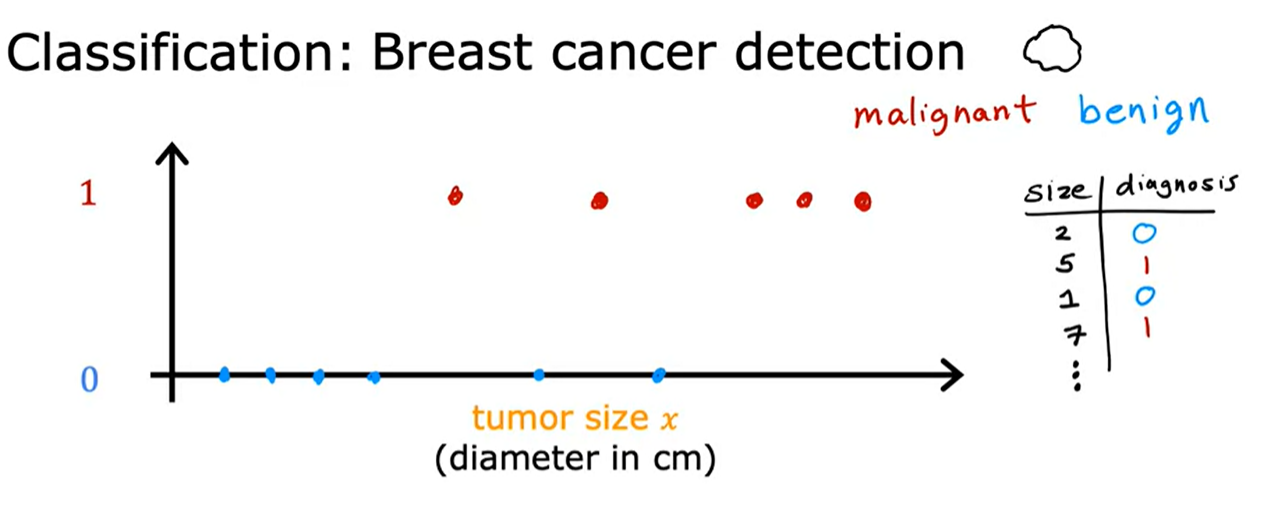 Classification: Breast cancer detection
malignant benign
1
0
tumor size x
(diameter in cm)
size diagnosis
2 0
5 1
1 0
7 1
⋮